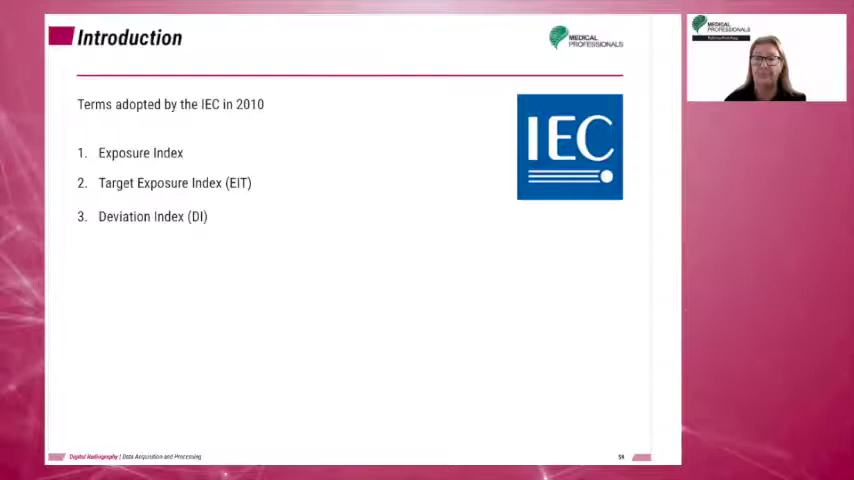 Introduction
MEDICAL
PROFESSIONALS
MEDICAL
PROFESSIONALS
Terms adopted by the IEC in 2010
IEC
1. Exposure Index
2. Target Exposure Index (EIT)
3. Deviation Index (DI)
Digital Radiography | Data Acquisition and Processing